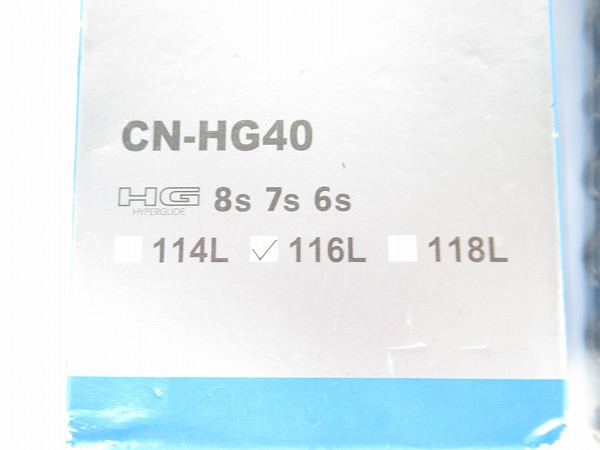 CN-HG40
HG 8s 7s 6s
HYPERGLIDE
114L 116L 118L